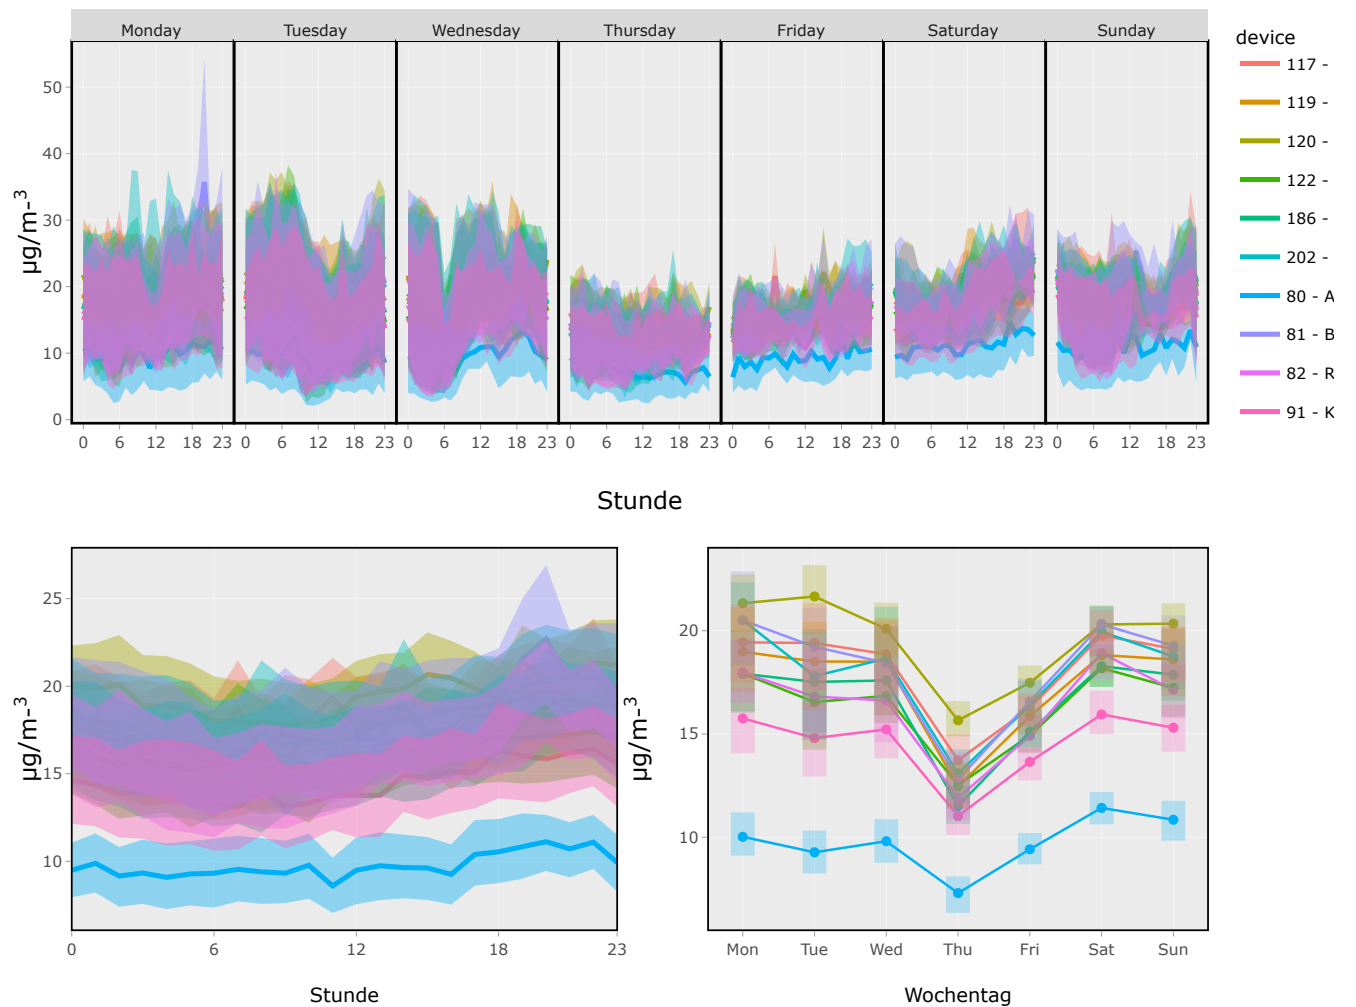 Monday Tuesday Wednesday Thursday Friday Saturday Sunday
device
117 -
119 -
120 -
122 -
186 -
202 -
80 - A
81 - B
82 - R
91 - K
µg/m-3
50
40
30
20
10
0
0 6 12 18 23 0 6 12 18 23 0 6 12 18 23 0 6 12 18 23 0 6 12 18 23 0 6 12 18 23 0 6 12 18 23
Stunde
µg/m-3
25
20
15
10
0 6 12 18 23
Stunde
µg/m-3
20
15
10
Mon Tue Wed Thu Fri Sat Sun
Wochentag